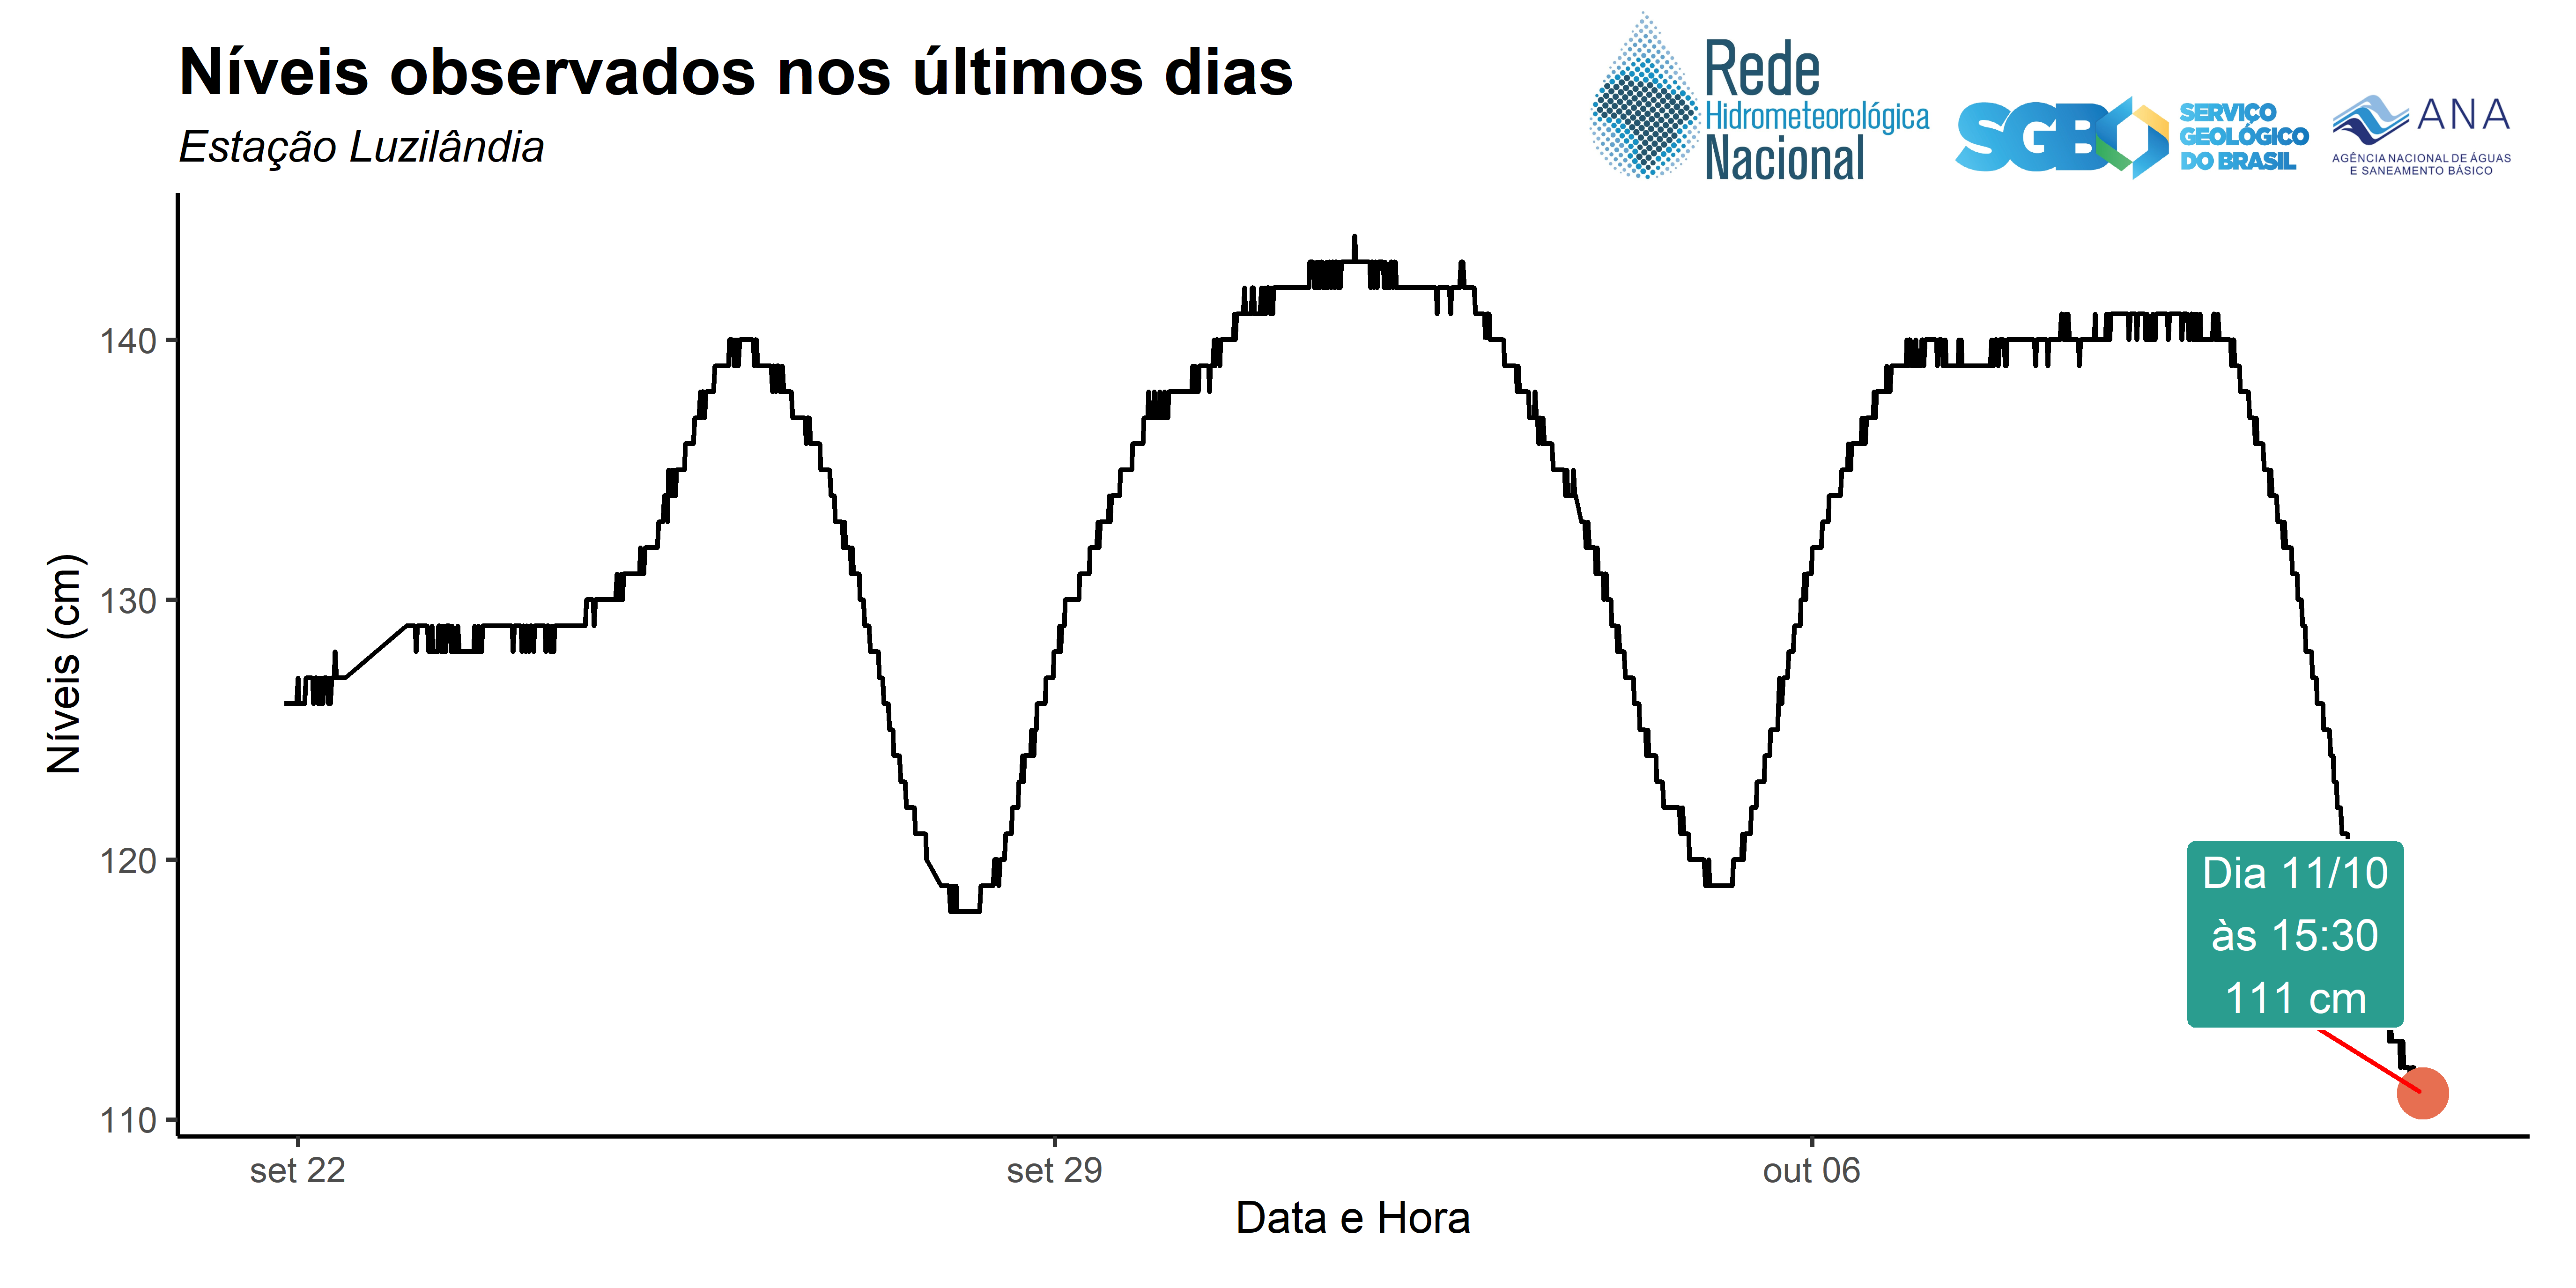 Níveis observados nos últimos dias
Estação Luzilândia
Rede
Hidrometeorológica
Nacional
SGB
SERVIÇO
GEOLÓGICO
DO BRASIL
ANA
AGÊNCIA NACIONAL DE ÁGUAS
E SANEAMENTO BÁSICO
Níveis (cm)
140
130
120
110
Dia 11/10
às 15:30
111 cm
set 22
set 29
out 06
Data e Hora